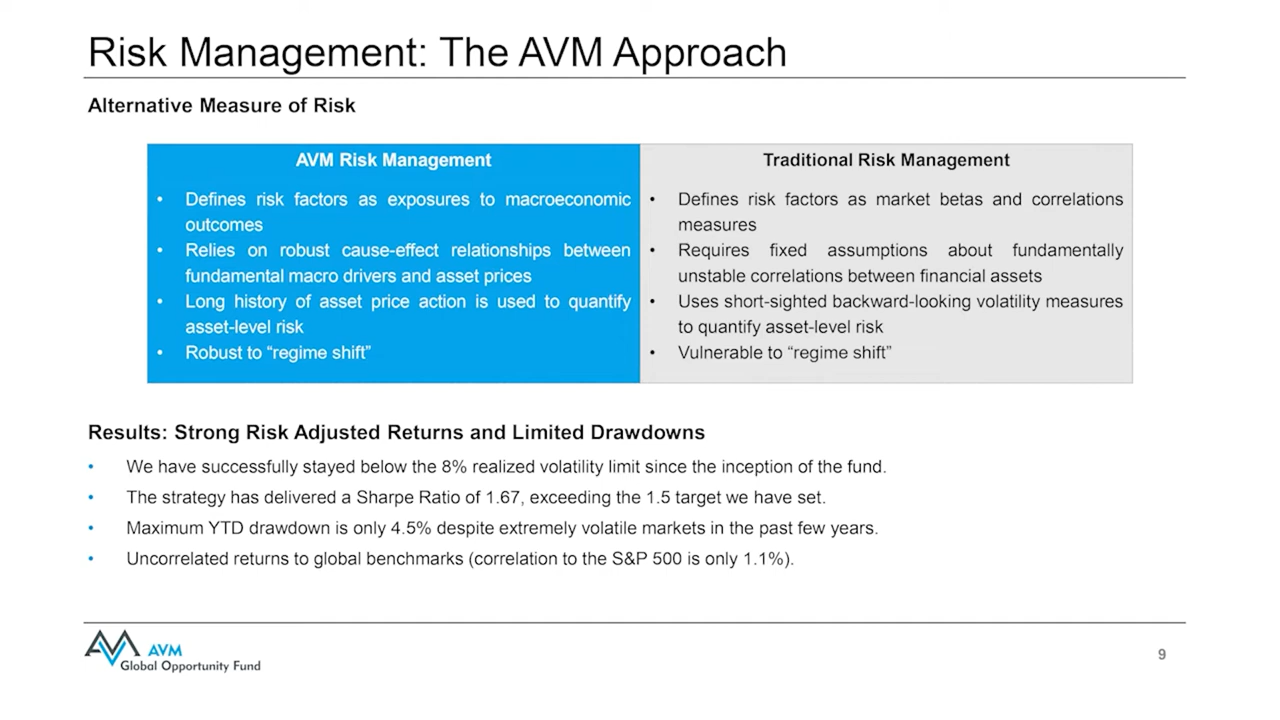 Risk Management: The AVM Approach
Alternative Measure of Risk
AVM Risk Management
• Defines risk factors as exposures to macroeconomic
outcomes
• Relies on robust cause-effect relationships between
fundamental macro drivers and asset prices
• Long history of asset price action is used to quantify
asset-level risk
• Robust to “regime shift”
Traditional Risk Management
• Defines risk factors as market betas and correlations
measures
• Requires fixed assumptions about fundamentally
unstable correlations between financial assets
• Uses short-sighted backward-looking volatility measures
to quantify asset-level risk
• Vulnerable to “regime shift”
Results: Strong Risk Adjusted Returns and Limited Drawdowns
• We have successfully stayed below the 8% realized volatility limit since the inception of the fund.
• The strategy has delivered a Sharpe Ratio of 1.67, exceeding the 1.5 target we have set.
• Maximum YTD drawdown is only 4.5% despite extremely volatile markets in the past few years.
• Uncorrelated returns to global benchmarks (correlation to the S&P 500 is only 1.1%).
AVM
Global Opportunity Fund
9